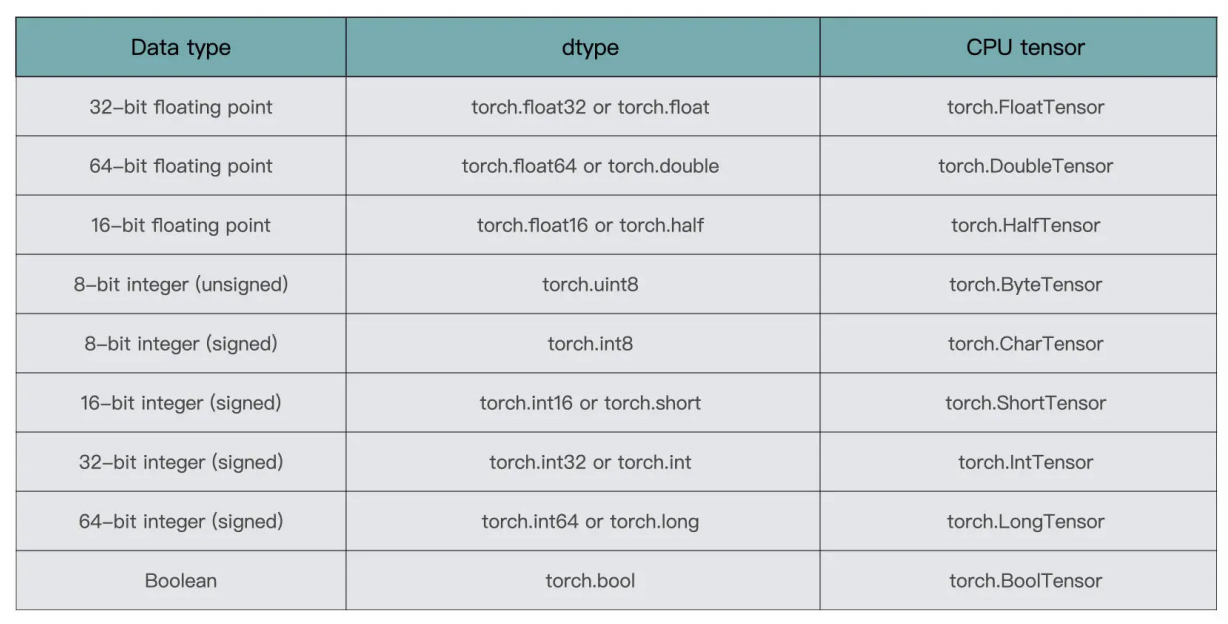 Data type dtype CPU tensor
32-bit floating point torch.float32 or torch.float torch.FloatTensor
64-bit floating point torch.float64 or torch.double torch.DoubleTensor
16-bit floating point torch.float16 or torch.half torch.HalfTensor
8-bit integer (unsigned) torch.uint8 torch.ByteTensor
8-bit integer (signed) torch.int8 torch.CharTensor
16-bit integer (signed) torch.int16 or torch.short torch.ShortTensor
32-bit integer (signed) torch.int32 or torch.int torch.IntTensor
64-bit integer (signed) torch.int64 or torch.long torch.LongTensor
Boolean torch.bool torch.BoolTensor